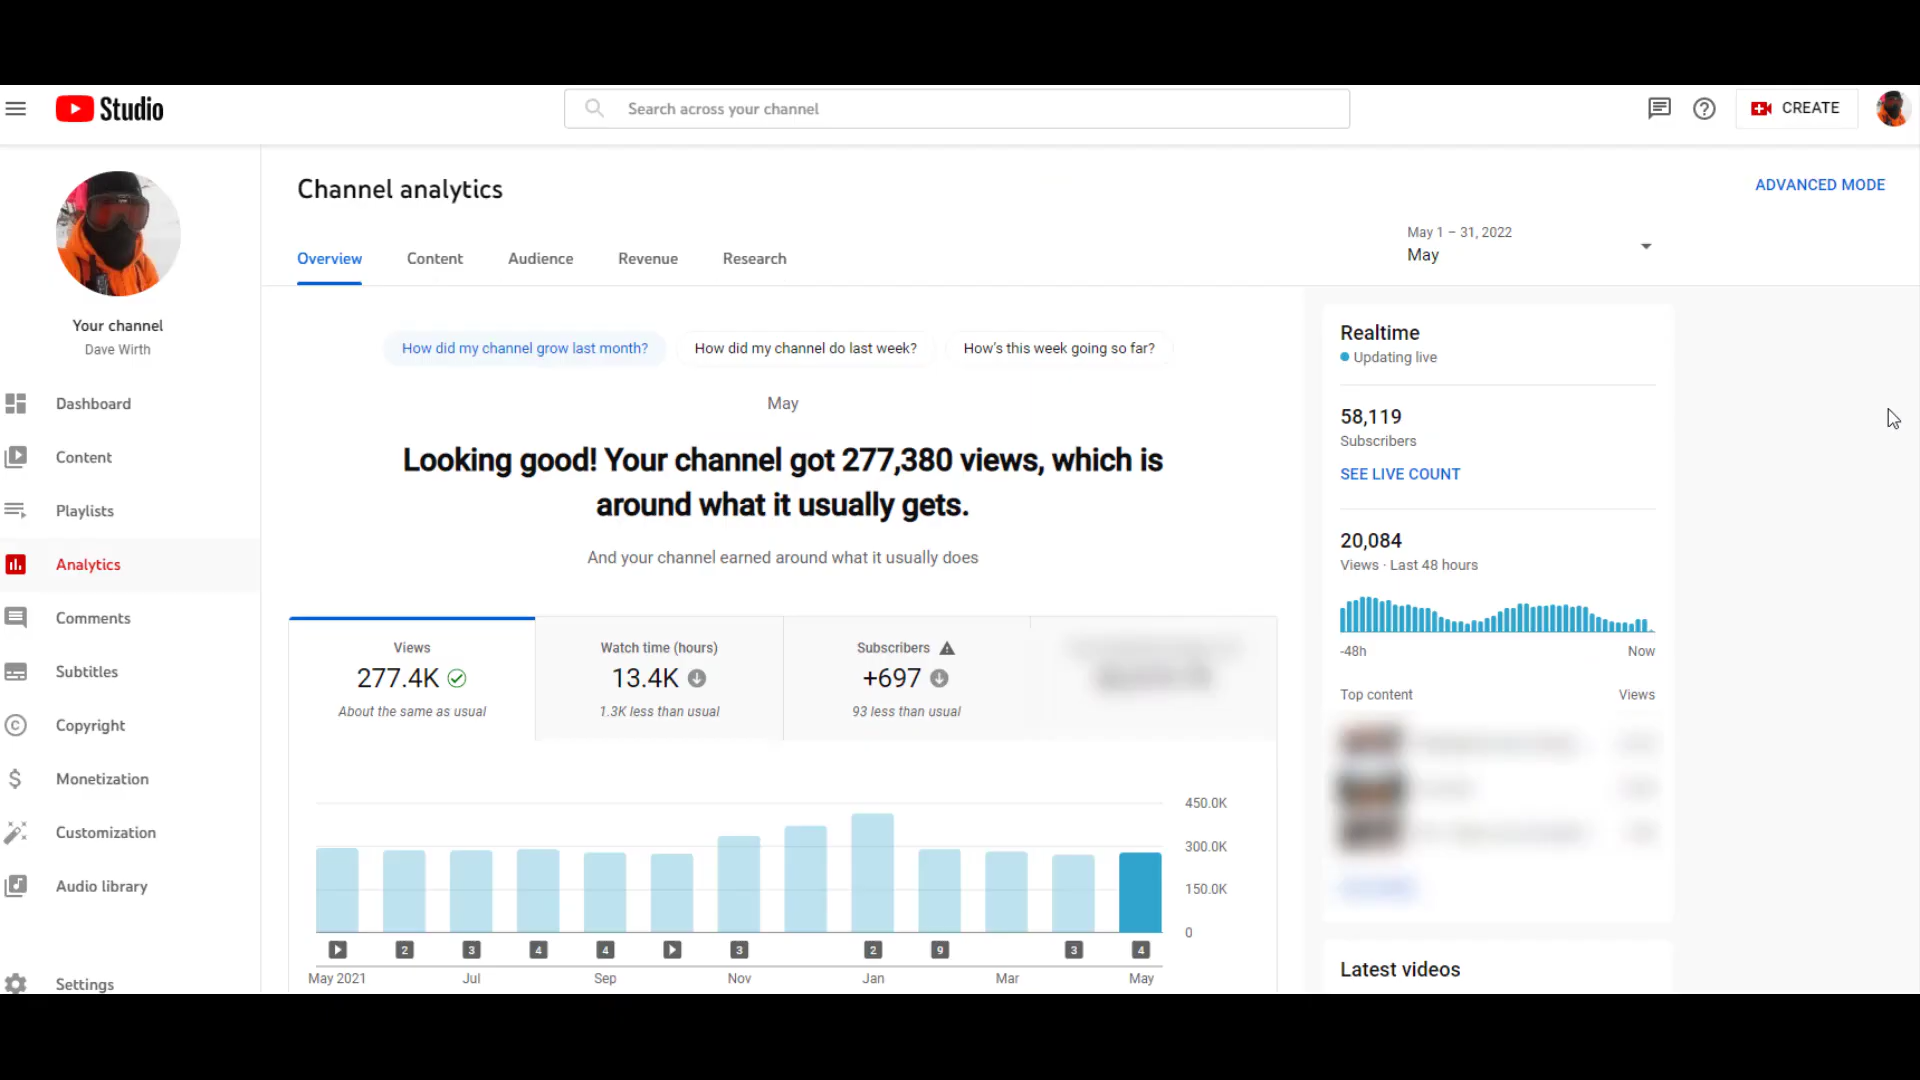 Studio
Search across your channel
CREATE
Your channel
Dave Wirth
Dashboard
Content
Playlists
Analytics
Comments
Subtitles
Copyright
Monetization
Customization
Audio library
Settings
Channel analytics
ADVANCED MODE
Overview Content Audience Revenue Research
May 1 – 31, 2022
May
How did my channel grow last month? How did my channel do last week? How's this week going so far?
May
Looking good! Your channel got 277,380 views, which is
around what it usually gets.
And your channel earned around what it usually does
Views
277.4K
About the same as usual
Watch time (hours)
13.4K
1.3K less than usual
Subscribers
+697
93 less than usual
450.0K
300.0K
150.0K
0
2 3 4 4 3 2 9 3 4
May 2021 Jul Sep Nov Jan Mar May
Realtime
Updating live
58,119
Subscribers
SEE LIVE COUNT
20,084
Views · Last 48 hours
-48h Now
Top content Views
Latest videos